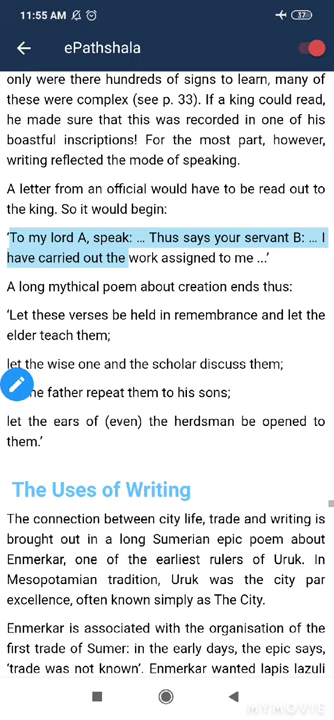 11:55 AM
37
ePathshala
only were there hundreds of signs to learn, many of
these were complex (see p. 33). If a king could read,
he made sure that this was recorded in one of his
boastful inscriptions! For the most part, however,
writing reflected the mode of speaking.
A letter from an official would have to be read out to
the king. So it would begin:
‘To my lord A, speak: ... Thus says your servant B: ... I
have carried out the work assigned to me ...’
A long mythical poem about creation ends thus:
‘Let these verses be held in remembrance and let the
elder teach them;
let the wise one and the scholar discuss them;
father repeat them to his sons;
let the ears of (even) the herdsman be opened to
them.’
The Uses of Writing
The connection between city life, trade and writing is
brought out in a long Sumerian epic poem about
Enmerkar, one of the earliest rulers of Uruk. In
Mesopotamian tradition, Uruk was the city par
excellence, often known simply as The City.
Enmerkar is associated with the organisation of the
first trade of Sumer: in the early days, the epic says,
‘trade was not known’. Enmerkar wanted lapis lazuli
MYMOVIE